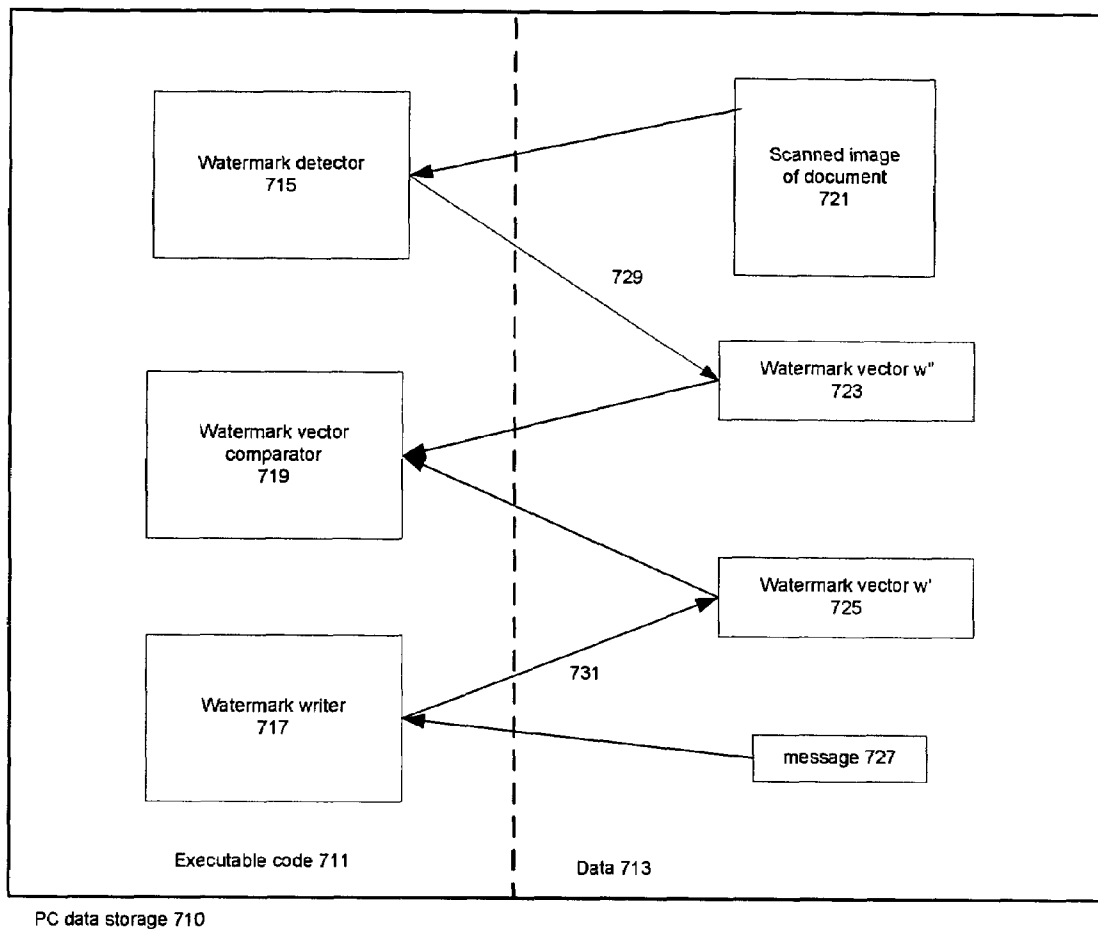 Watermark detector
715
Scanned image
of document
721
729
Watermark vector w"
723
Watermark vector
comparator
719
Watermark vector w'
725
731
Watermark writer
717
message 727
Executable code 711
Data 713
PC data storage 710